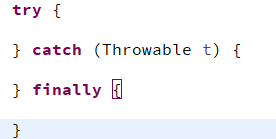 try {
} catch (Throwable t) {
} finally {
}